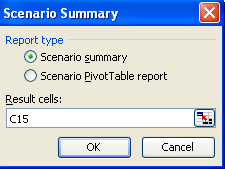 Scenario Summary
Report type
Scenario summary
Scenario PivotTable report
Result cells:
C15
OK Cancel